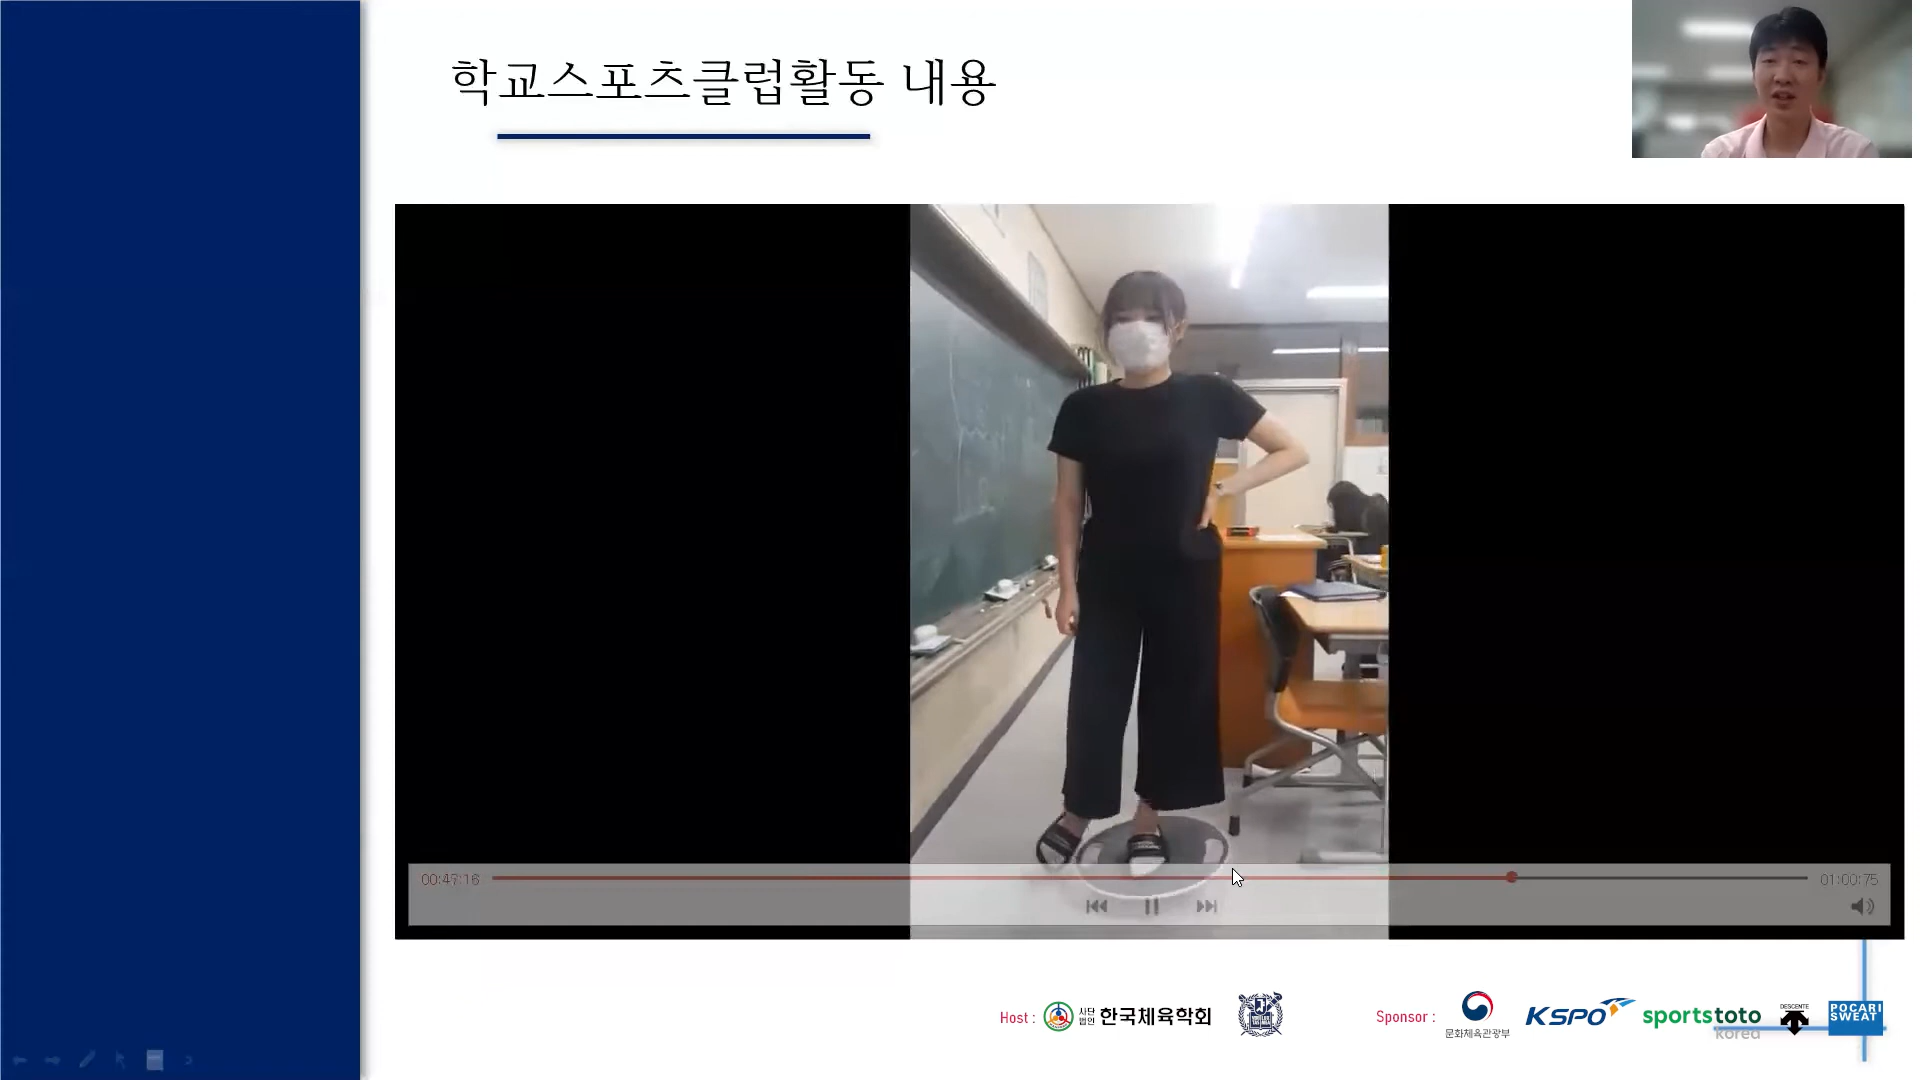 학교스포츠클럽활동 내용
00:47:16
01:00:75
Host :
사단
법인
한국체육학회
Sponsor :
문화체육관광부
KSPO
sportstoto
korea
DESCENTE
POCARI
SWEAT